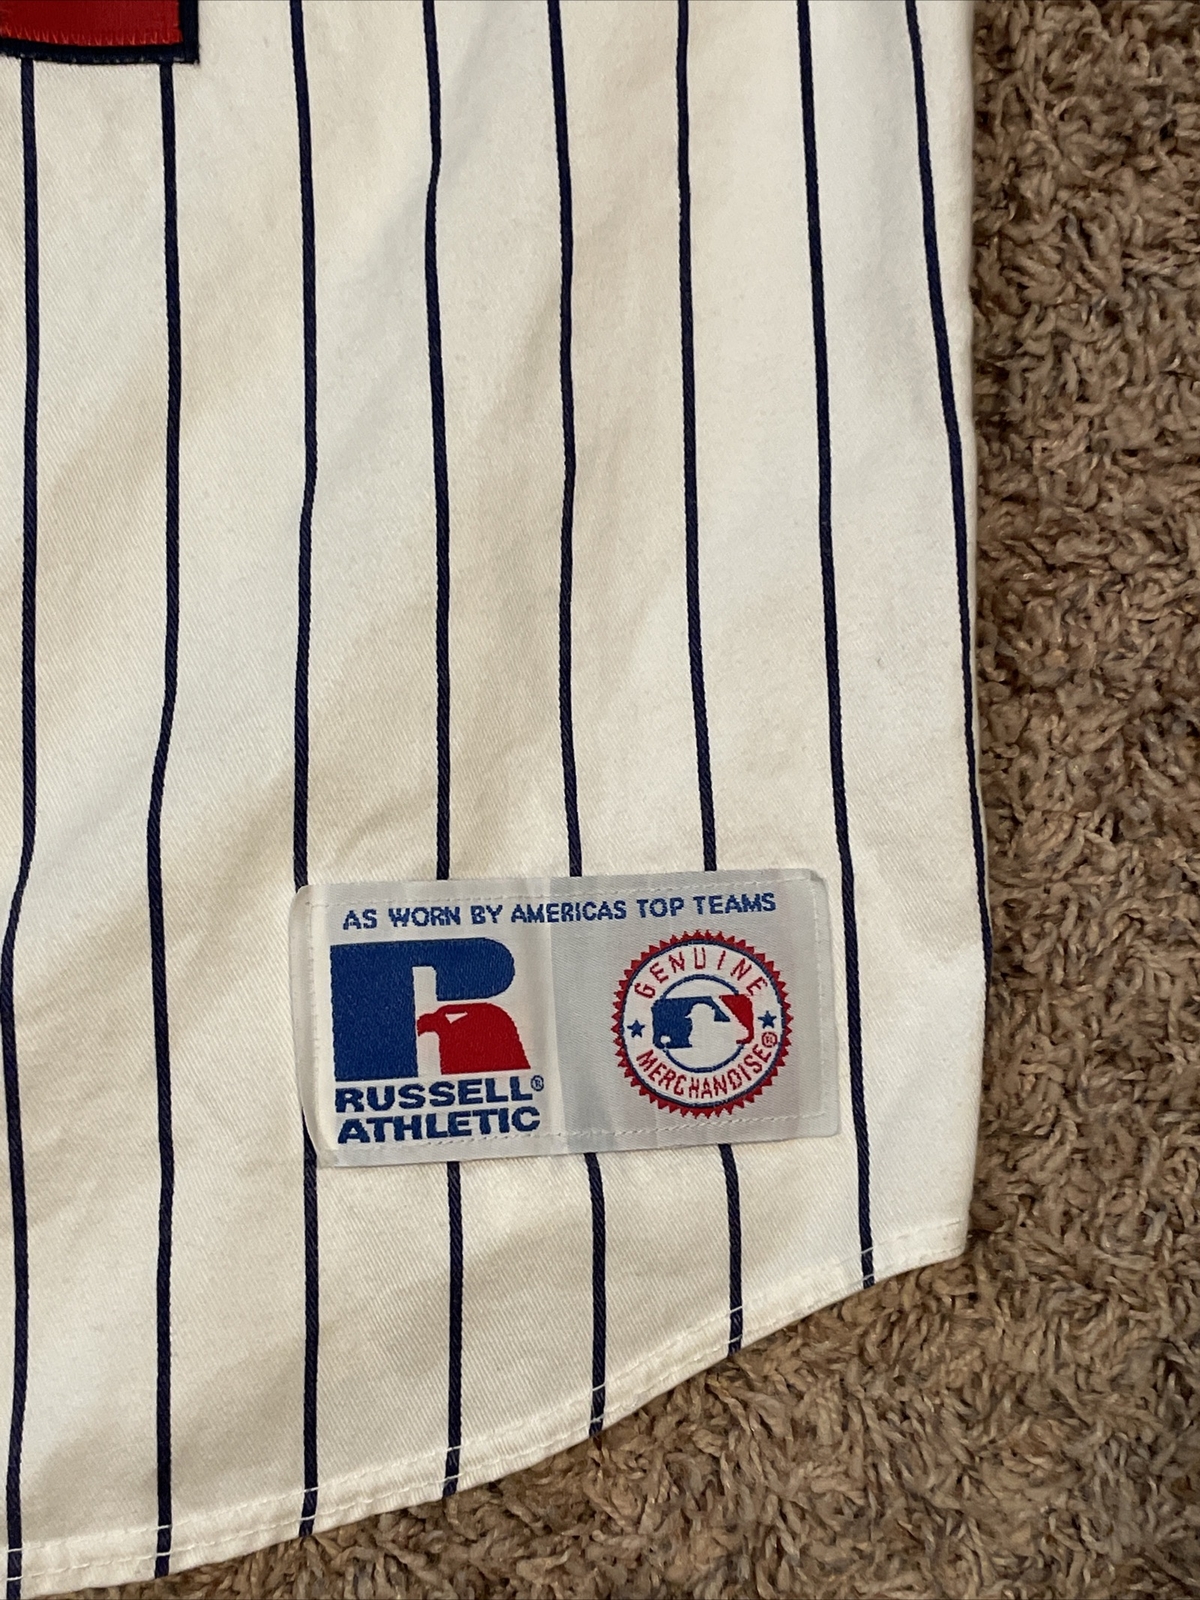 AS WORN BY AMERICAS TOP TEAMS
RUSSELL®
ATHLETIC
GENUINE
MERCHANDISE®